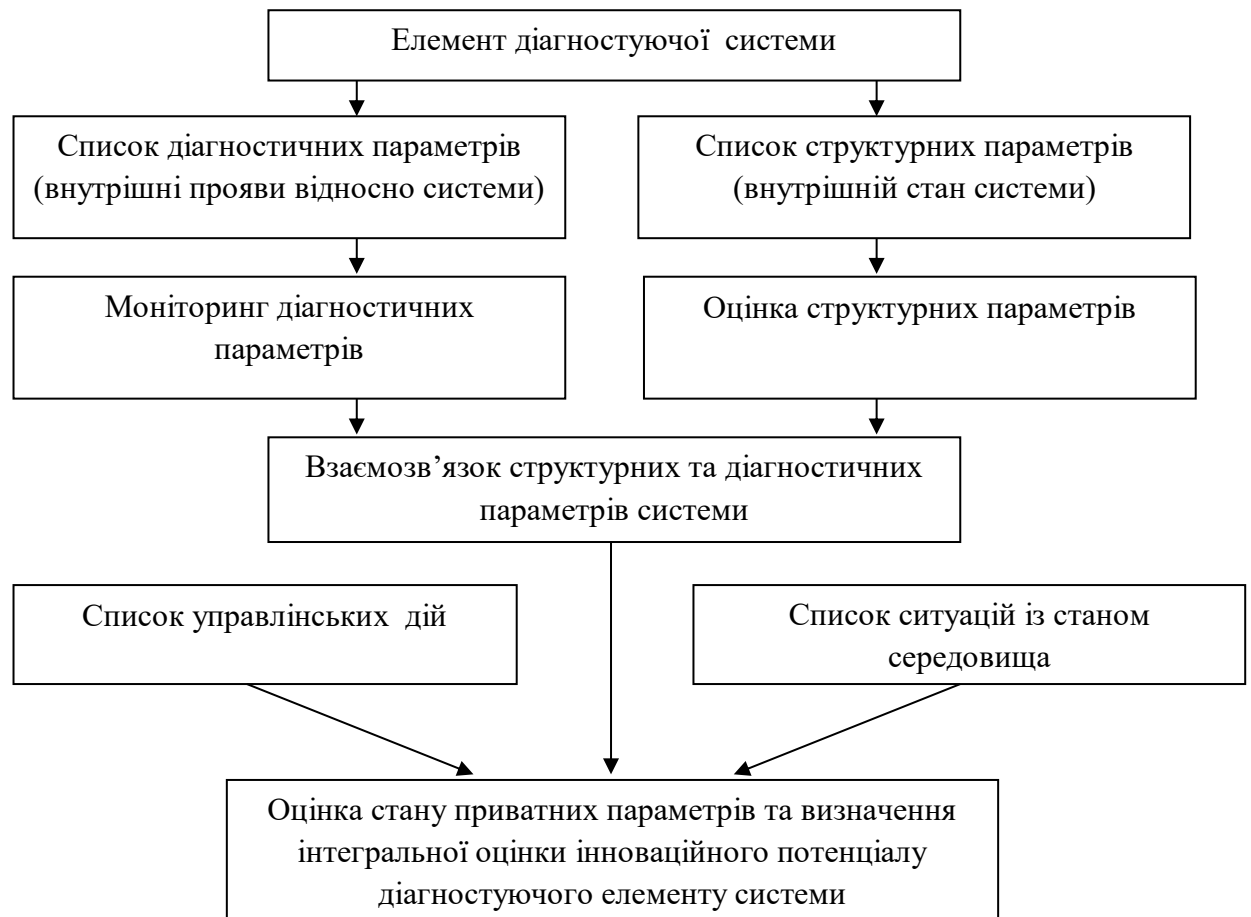 Елемент діагностуючої системи
Список діагностичних параметрів
(внутрішні прояви відносно системи)
Список структурних параметрів
(внутрішній стан системи)
Моніторинг діагностичних
параметрів
Оцінка структурних параметрів
Взаємозв’язок структурних та діагностичних
параметрів системи
Список управлінських дій
Список ситуацій із станом
середовища
Оцінка стану приватних параметрів та визначення
інтегральної оцінки інноваційного потенціалу
діагностуючого елементу системи